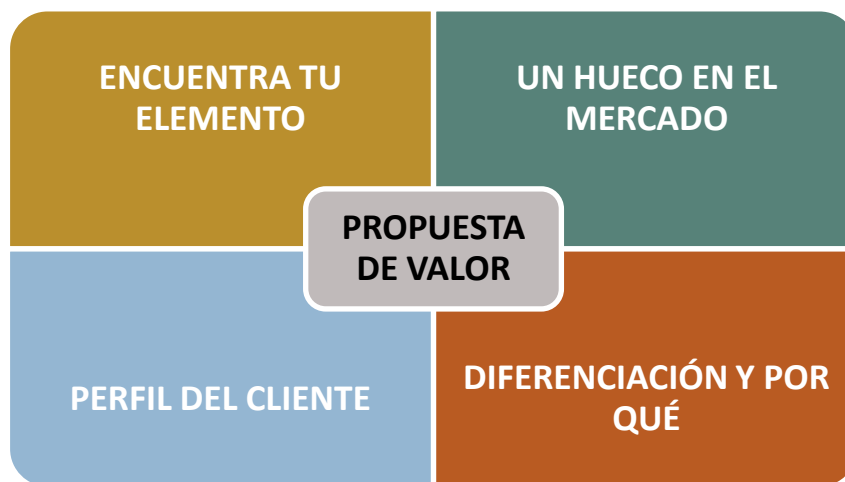 ENCUENTRA TU
ELEMENTO
UN HUECO EN EL
MERCADO
PROPUESTA
DE VALOR
PERFIL DEL CLIENTE
DIFERENCIACIÓN Y POR
QUÉ